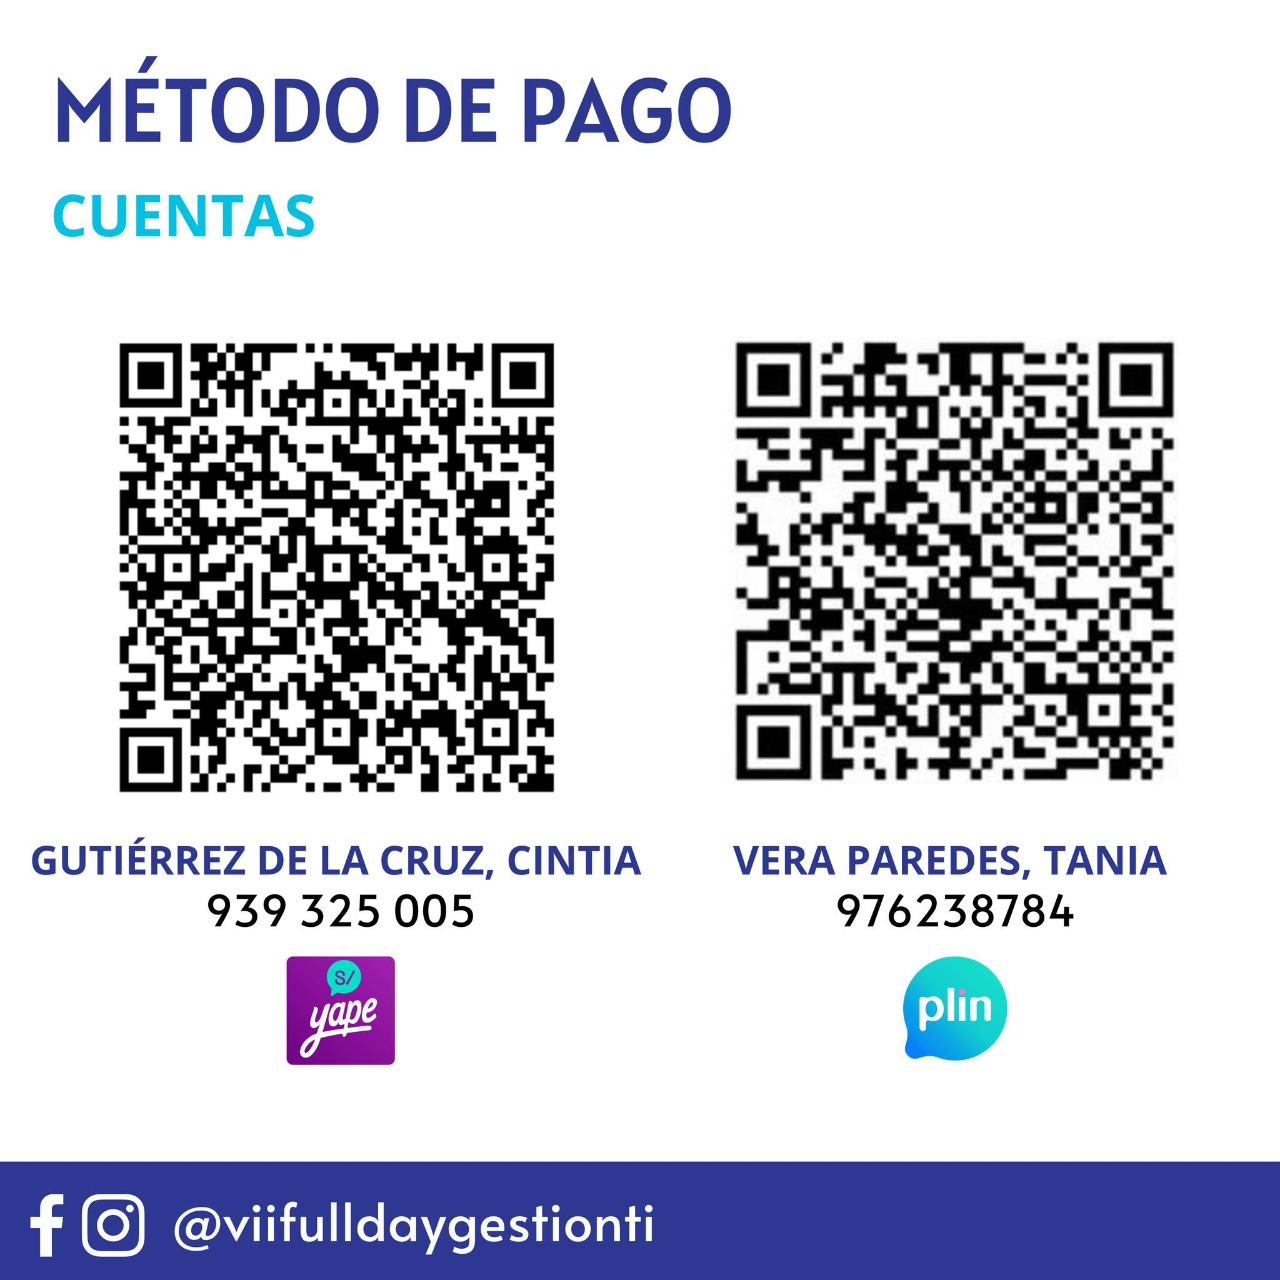 MÉTODO DE PAGO
CUENTAS
GUTIÉRREZ DE LA CRUZ, CINTIA
939 325 005
S/
yape
VERA PAREDES, TANIA
976238784
plin
@viifulldaygestionti